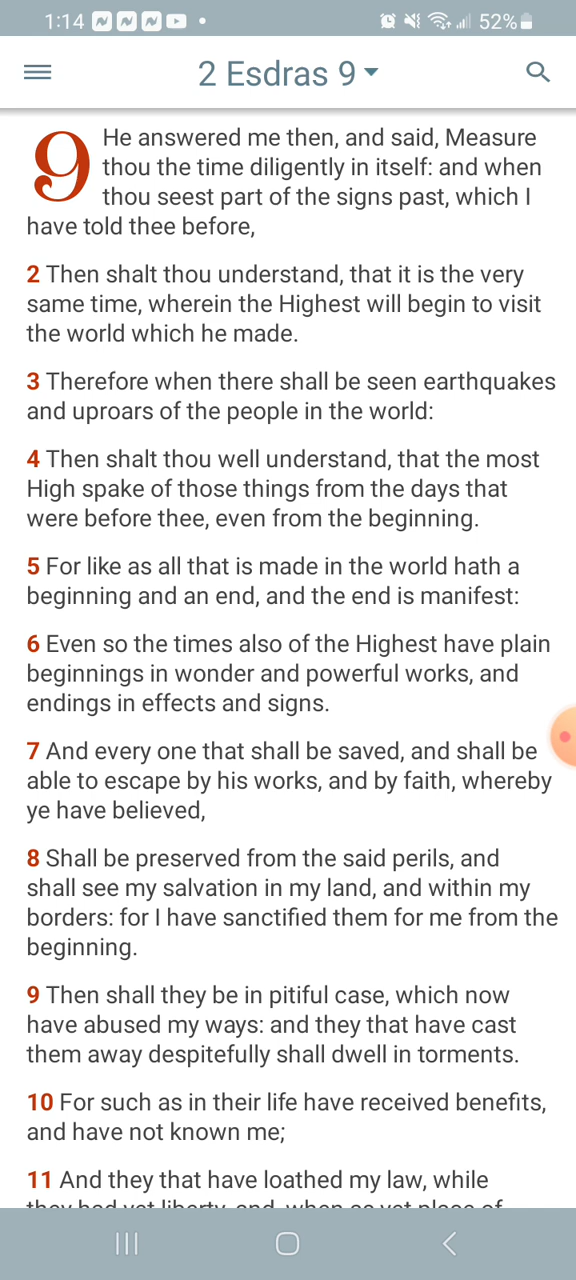 1:14 52%
2 Esdras 9
9 He answered me then, and said, Measure
thou the time diligently in itself: and when
thou seest part of the signs past, which I
have told thee before,
2 Then shalt thou understand, that it is the very
same time, wherein the Highest will begin to visit
the world which he made.
3 Therefore when there shall be seen earthquakes
and uproars of the people in the world:
4 Then shalt thou well understand, that the most
High spake of those things from the days that
were before thee, even from the beginning.
5 For like as all that is made in the world hath a
beginning and an end, and the end is manifest:
6 Even so the times also of the Highest have plain
beginnings in wonder and powerful works, and
endings in effects and signs.
7 And every one that shall be saved, and shall be
able to escape by his works, and by faith, whereby
ye have believed,
8 Shall be preserved from the said perils, and
shall see my salvation in my land, and within my
borders: for I have sanctified them for me from the
beginning.
9 Then shall they be in pitiful case, which now
have abused my ways: and they that have cast
them away despitefully shall dwell in torments.
10 For such as in their life have received benefits,
and have not known me;
11 And they that have loathed my law, while
they had yet liberty, and, when as yet place of